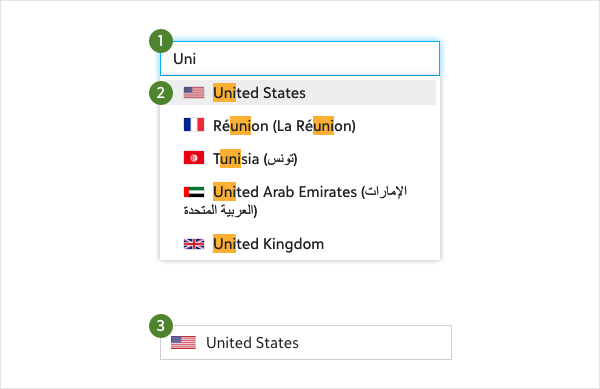 1
Uni
2
United States
Réunion (La Réunion)
Tunisia (تونس)
United Arab Emirates (الإمارات
العربية المتحدة)
United Kingdom
3
United States